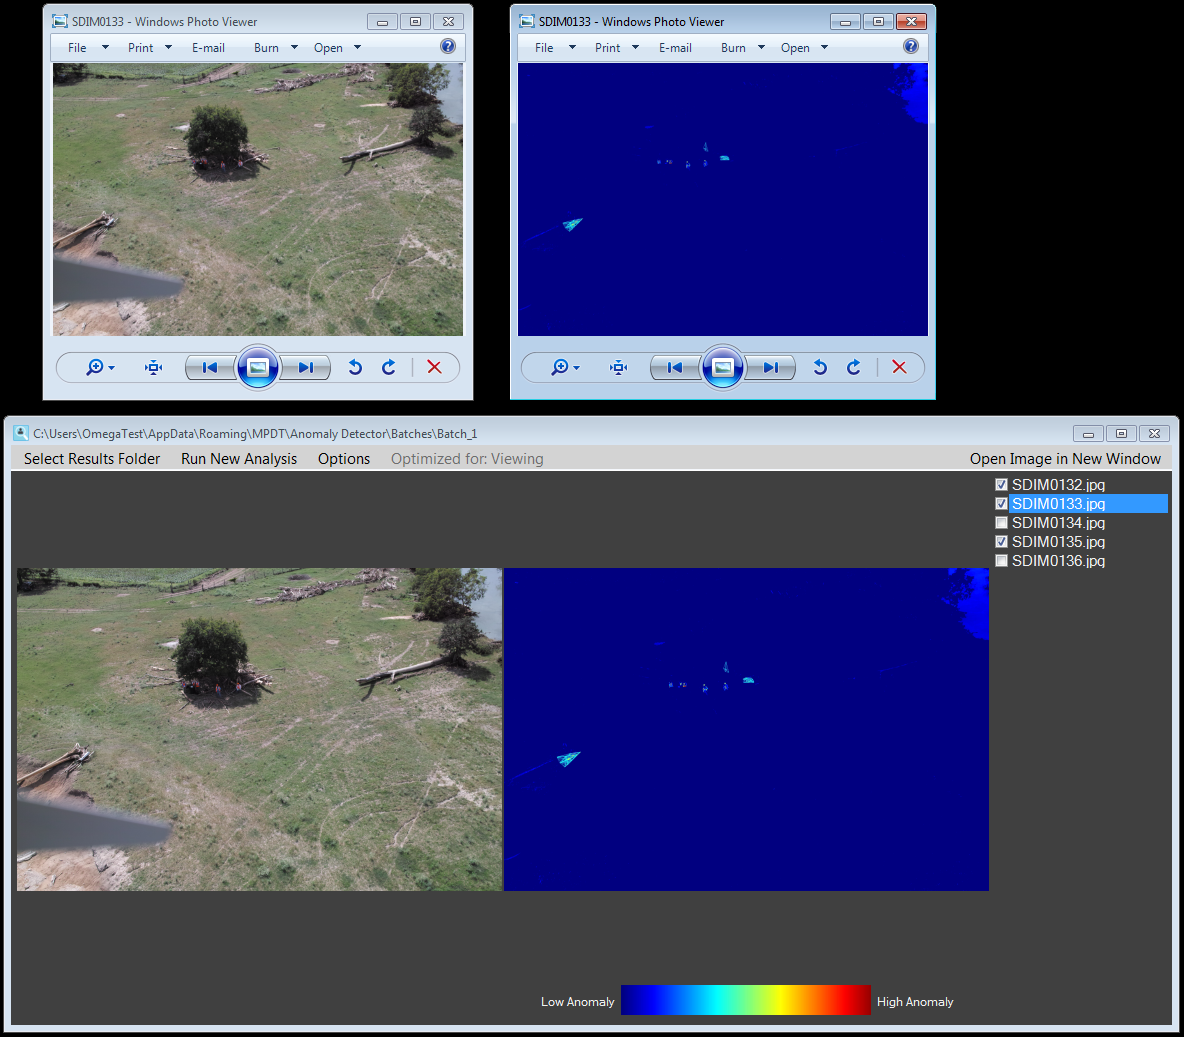 SDIM0133 - Windows Photo Viewer
File Print E-mail Burn Open
SDIM0133 - Windows Photo Viewer
File Print E-mail Burn Open
C:\Users\OmegaTest\AppData\Roaming\MPDT\Anomaly Detector\Batches\Batch_1
Select Results Folder Run New Analysis Options Optimized for: Viewing Open Image in New Window
SDIM0132.jpg
SDIM0133.jpg
SDIM0134.jpg
SDIM0135.jpg
SDIM0136.jpg
Low Anomaly High Anomaly